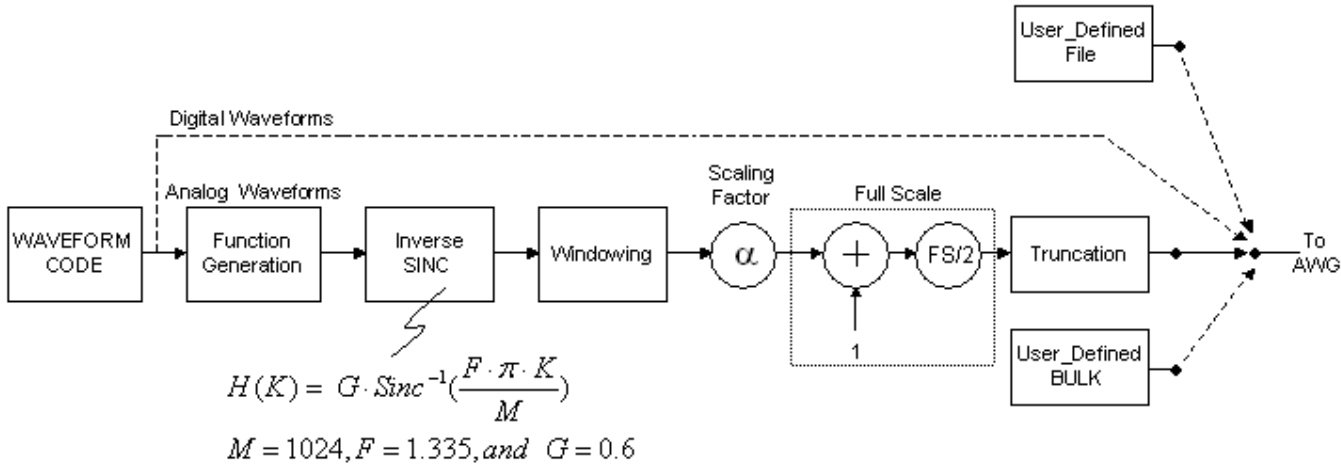 User_Defined
File
Digital Waveforms
Analog Waveforms
Scaling
Factor
Full Scale
WAVEFORM
CODE
Function
Generation
Inverse
SINC
Windowing
α
+
FS/2
Truncation
To
AWG
1
User_Defined
BULK
H(K) = G·Sinc⁻¹(F·π·K/M)
M = 1024, F = 1.335, and G = 0.6